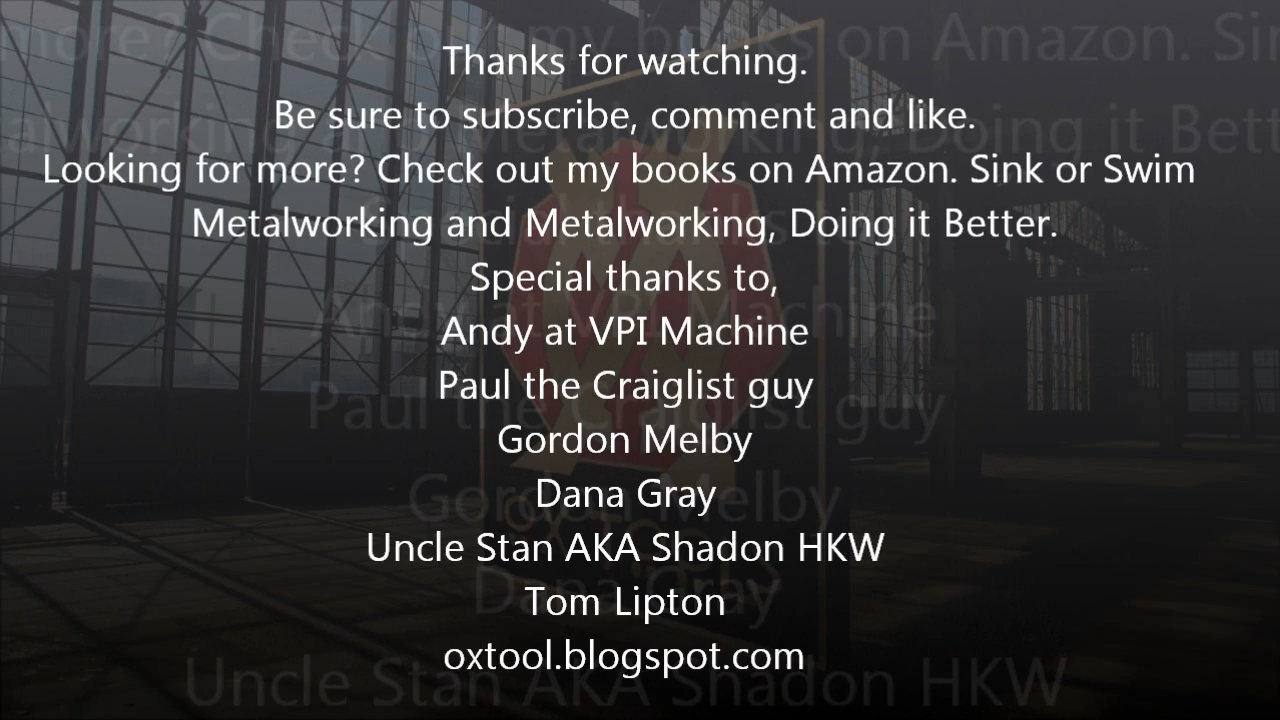 Thanks for watching.
Be sure to subscribe, comment and like.
Looking for more? Check out my books on Amazon. Sink or Swim
Metalworking and Metalworking, Doing it Better.
Special thanks to,
Andy at VPI Machine
Paul the Craiglist guy
Gordon Melby
Dana Gray
Uncle Stan AKA Shadon HKW
Tom Lipton
oxtool.blogspot.com